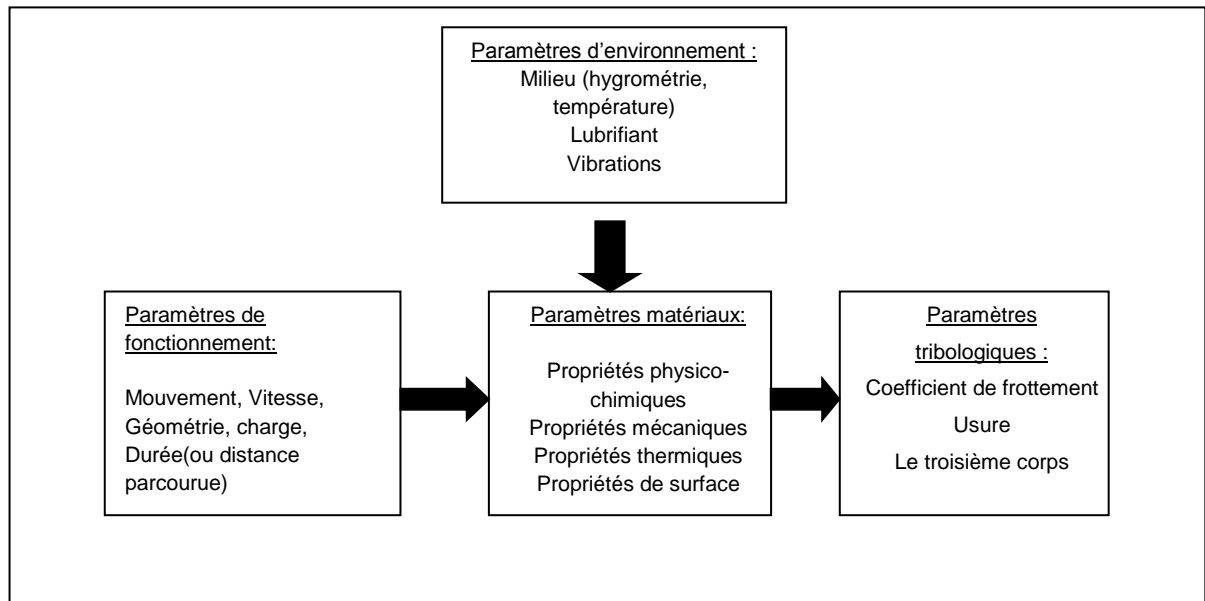 Paramètres d'environnement :
Milieu (hygrométrie,
température)
Lubrifiant
Vibrations
Paramètres de
fonctionnement:
Mouvement, Vitesse,
Géométrie, charge,
Durée(ou distance
parcourue)
Paramètres matériaux:
Propriétés physico-
chimiques
Propriétés mécaniques
Propriétés thermiques
Propriétés de surface
Paramètres
tribologiques :
Coefficient de frottement
Usure
Le troisième corps